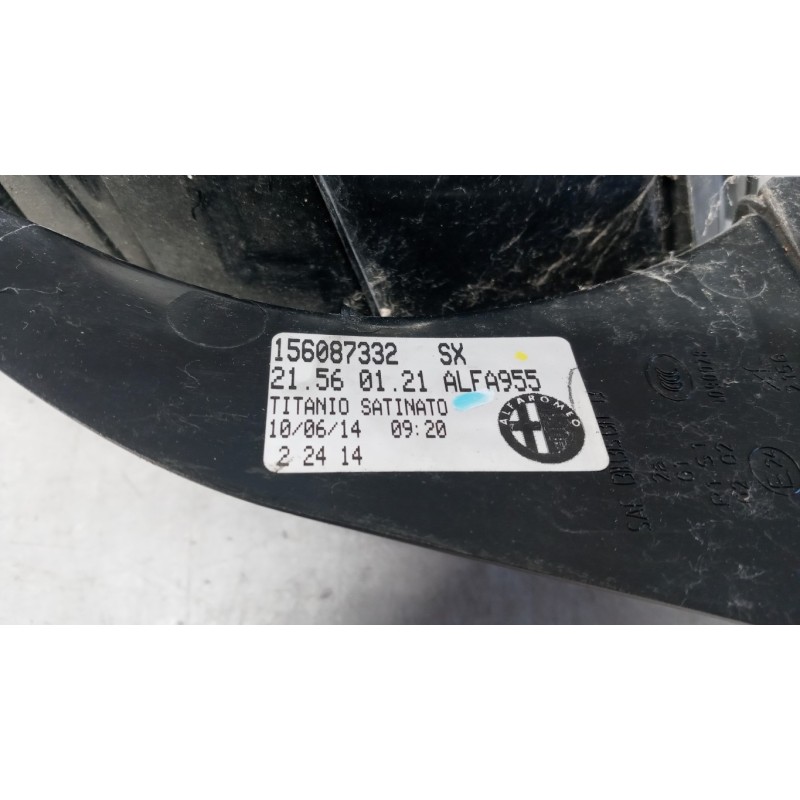 156087332 SX
21.56 01.21 ALFA955
TITANIO SATINATO
10/06/14 09:20
2 24 14
ALFA ROMEO
CCC